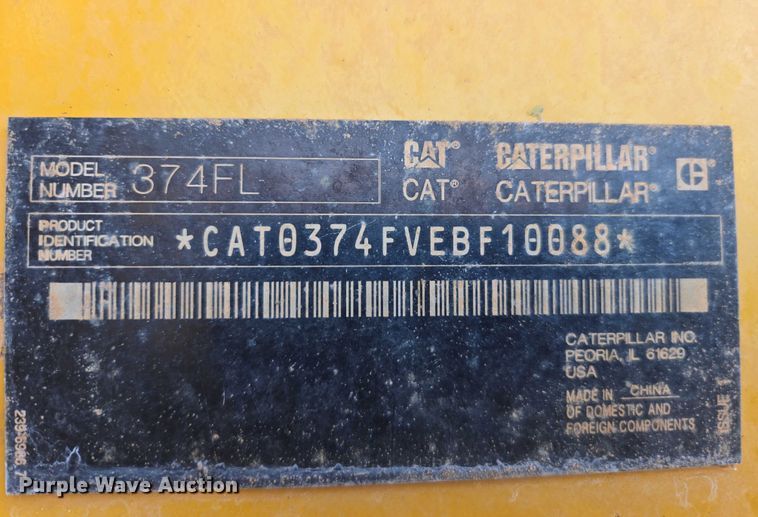 MODEL NUMBER 374FL
CAT CATERPILLAR
CAT® CATERPILLAR®
PRODUCT IDENTIFICATION NUMBER *CAT0374FVEBF10088*
CATERPILLAR INC.
PEORIA, IL 61629
USA
MADE IN CHINA
OF DOMESTIC AND
FOREIGN COMPONENTS
ISSUE 1
Purple Wave Auction